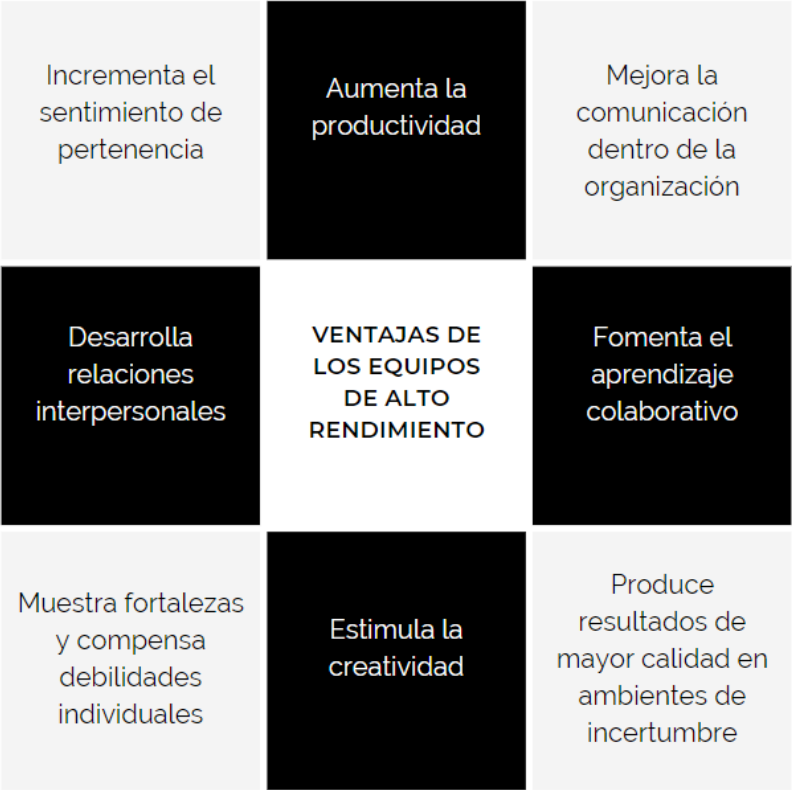 Incrementa el
sentimiento de
pertenencia
Aumenta la
productividad
Mejora la
comunicación
dentro de la
organización
Desarrolla
relaciones
interpersonales
VENTAJAS DE
LOS EQUIPOS
DE ALTO
RENDIMIENTO
Fomenta el
aprendizaje
colaborativo
Muestra fortalezas
y compensa
debilidades
individuales
Estimula la
creatividad
Produce
resultados de
mayor calidad en
ambientes de
incertumbre